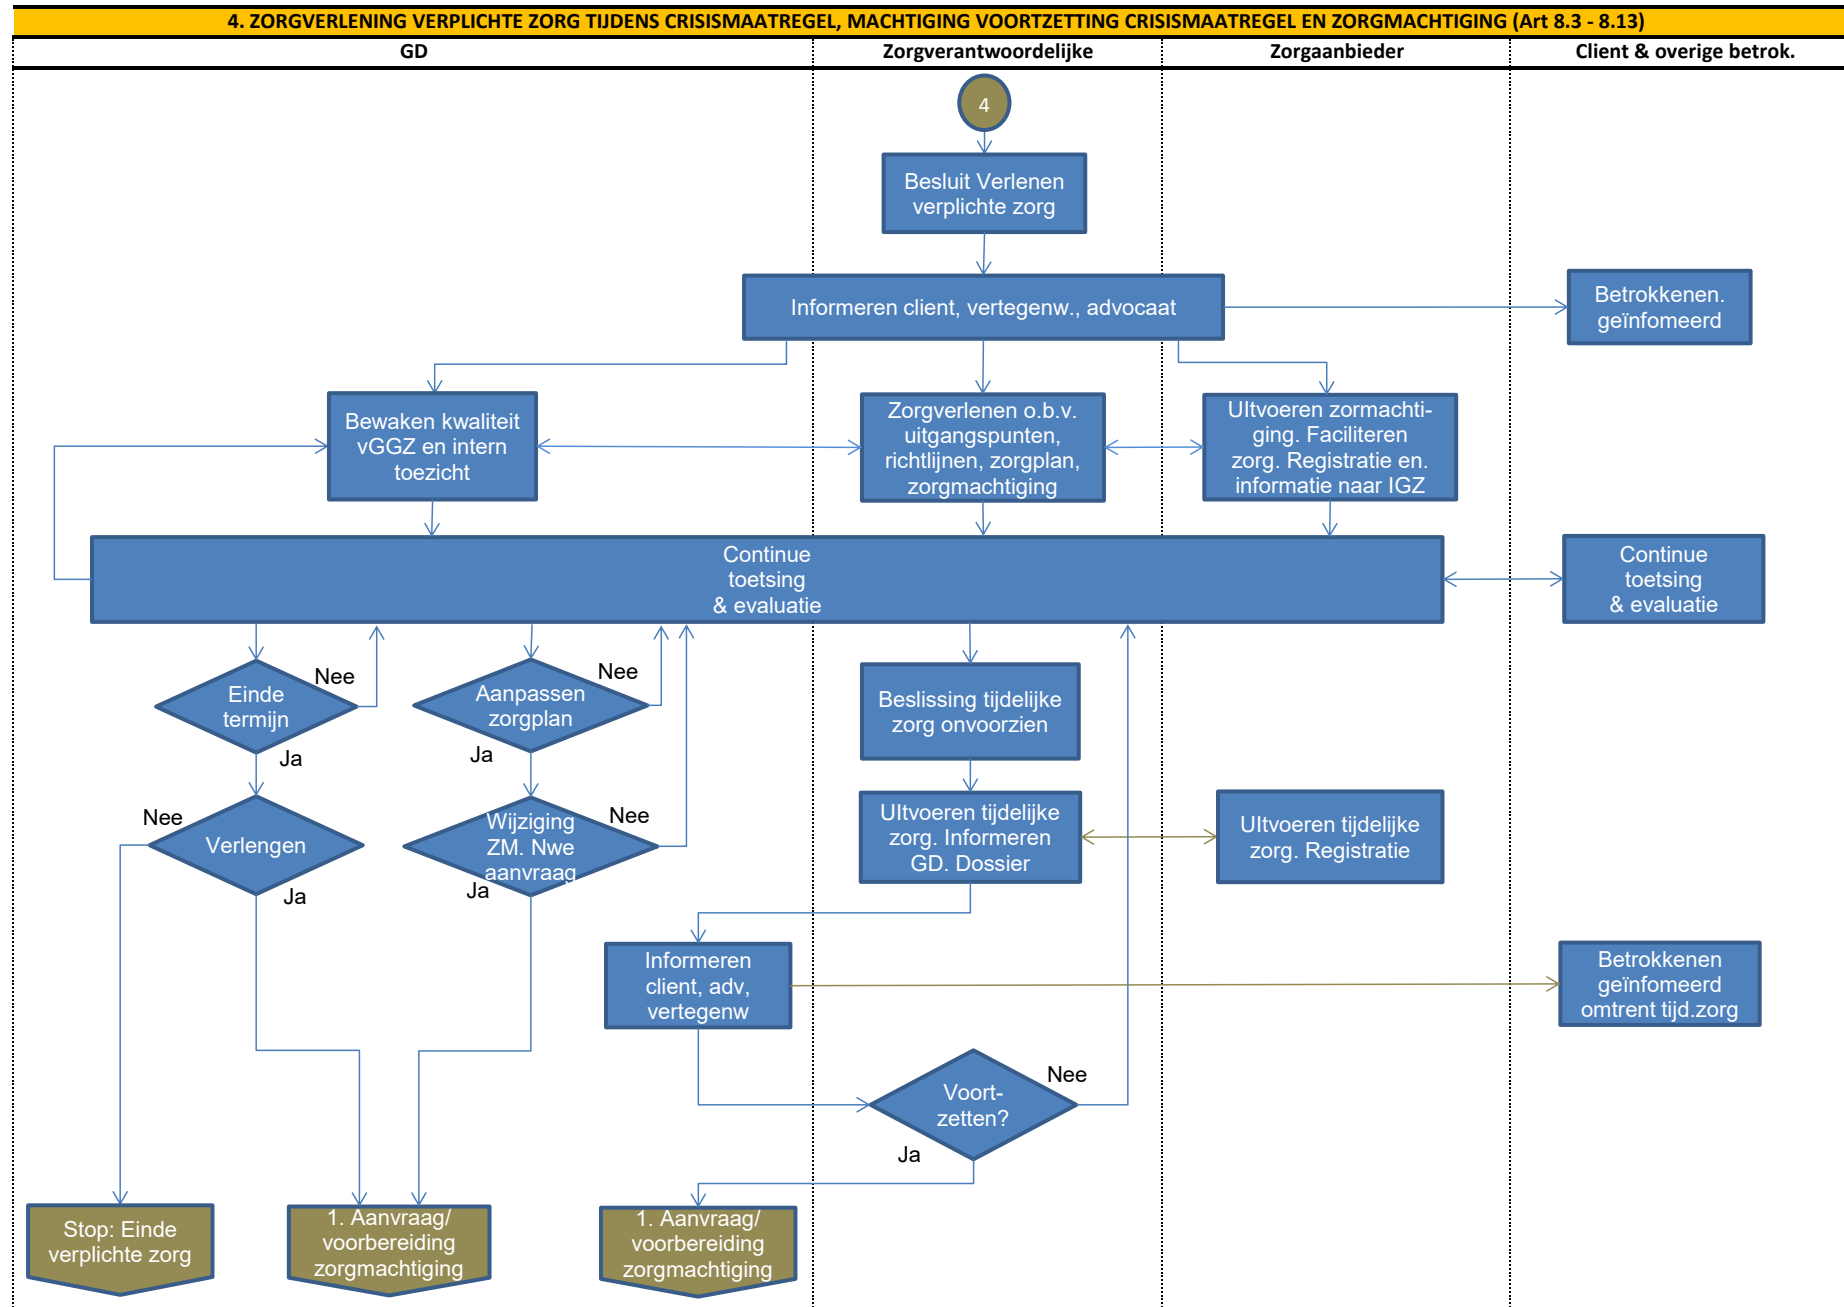 4. ZORGVERLENING VERPLICHTE ZORG TIJDENS CRISISMAATREGEL, MACHTIGING VOORTZETTING CRISISMAATREGEL EN ZORGMACHTIGING (Art 8.3 - 8.13)
GD
Zorgverantwoordelijke
Zorgaanbieder
Client & overige betrok.
4
Besluit Verlenen
verplichte zorg
Informeren client, vertegenw., advocaat
Betrokkenen.
geïnfomeerd
Bewaken kwaliteit
vGGZ en intern
toezicht
Zorgverlenen o.b.v.
uitgangspunten,
richtlijnen, zorgplan,
zorgmachtiging
UItvoeren zormachti-
ging. Faciliteren
zorg. Registratie en.
informatie naar IGZ
Continue
toetsing
& evaluatie
Continue
toetsing
& evaluatie
Einde
termijn
Nee
Ja
Aanpassen
zorgplan
Nee
Ja
Beslissing tijdelijke
zorg onvoorzien
Nee
Verlengen
Ja
Wijziging
ZM. Nwe
aanvraag
Nee
Ja
UItvoeren tijdelijke
zorg. Informeren
GD. Dossier
UItvoeren tijdelijke
zorg. Registratie
Informeren
client, adv,
vertegenw
Betrokkenen
geïnfomeerd
omtrent tijd.zorg
Voort-
zetten?
Nee
Ja
Stop: Einde
verplichte zorg
1. Aanvraag/
voorbereiding
zorgmachtiging
1. Aanvraag/
voorbereiding
zorgmachtiging